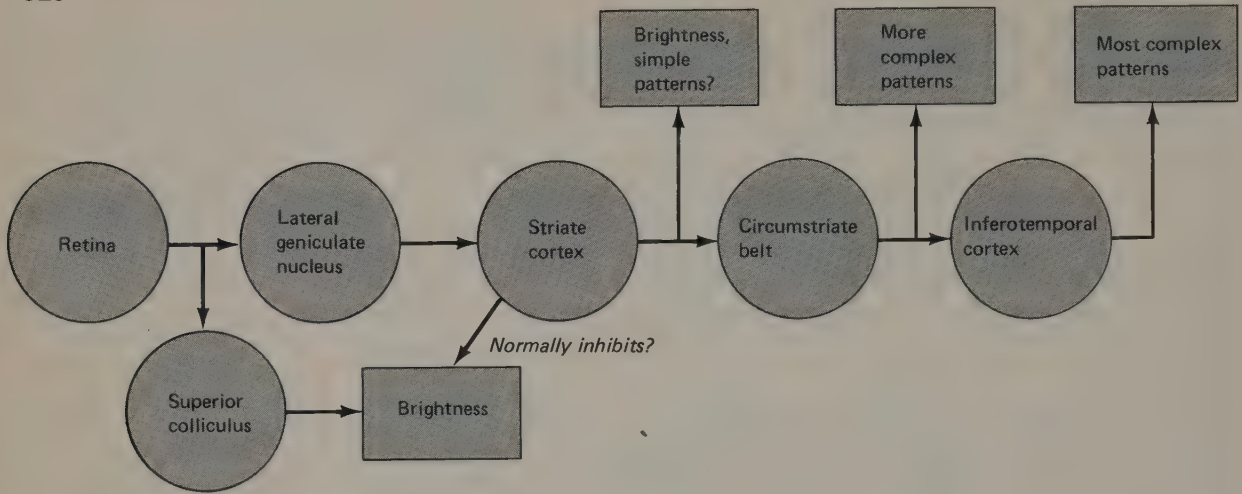 Brightness,
simple
patterns?
More
complex
patterns
Most complex
patterns
Retina
Lateral
geniculate
nucleus
Striate
cortex
Circumstriate
belt
Inferotemporal
cortex
Normally inhibits?
Superior
colliculus
Brightness